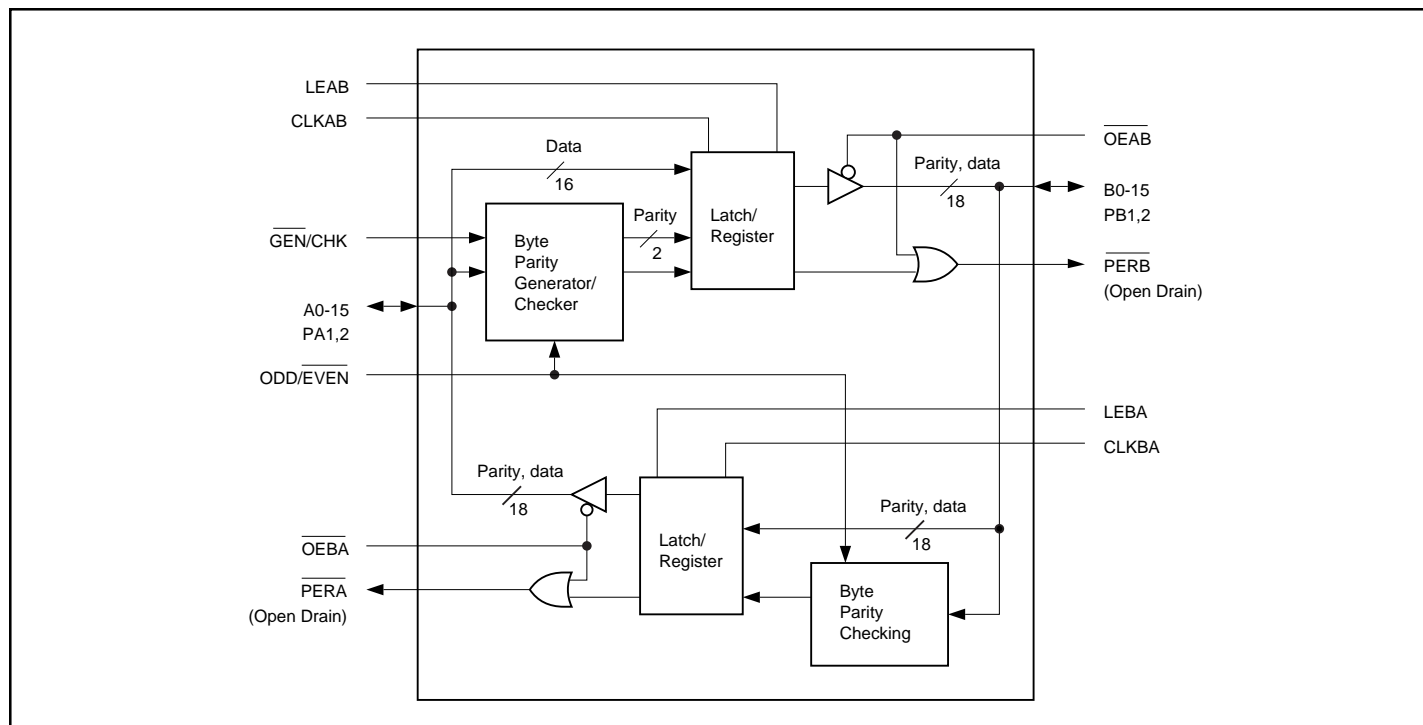 LEAB
CLKAB
Data
16
OEAB
Parity, data
18
B0-15
PB1,2
GEN/CHK
Byte
Parity
Generator/
Checker
Parity
2
Latch/
Register
PERB
(Open Drain)
A0-15
PA1,2
ODD/EVEN
LEBA
CLKBA
Parity, data
18
Parity, data
18
OEBA
Latch/
Register
PERA
(Open Drain)
Byte
Parity
Checking